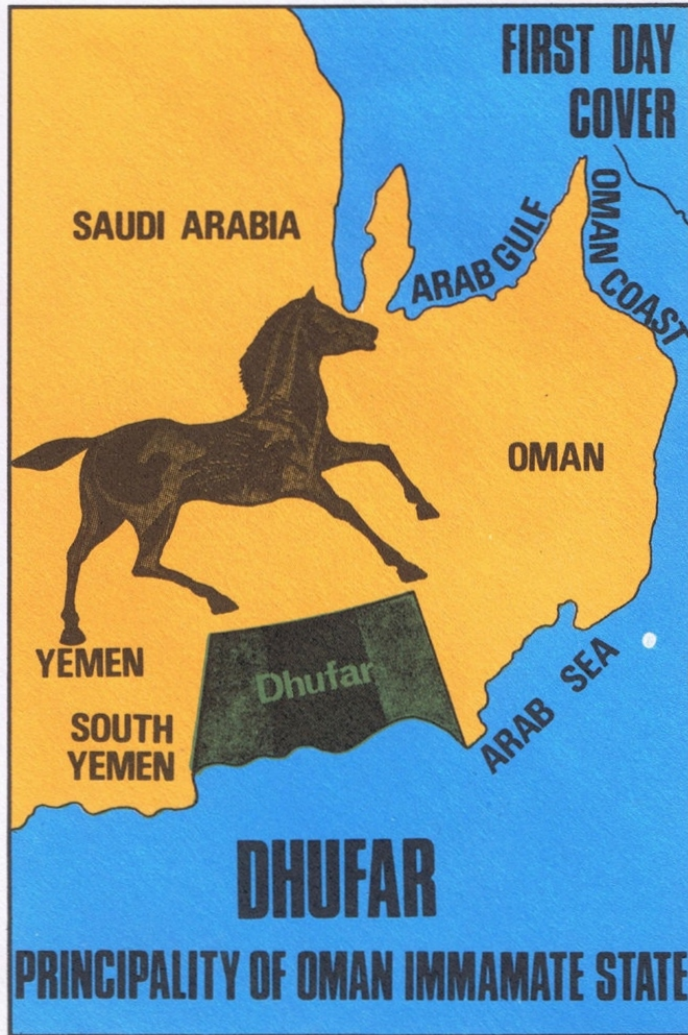 FIRST DAY
COVER
SAUDI ARABIA
ARAB GULF
OMAN COAST
OMAN
YEMEN
Dhufar
SOUTH
YEMEN
ARAB SEA
DHUFAR
PRINCIPALITY OF OMAN IMMAMATE STATE